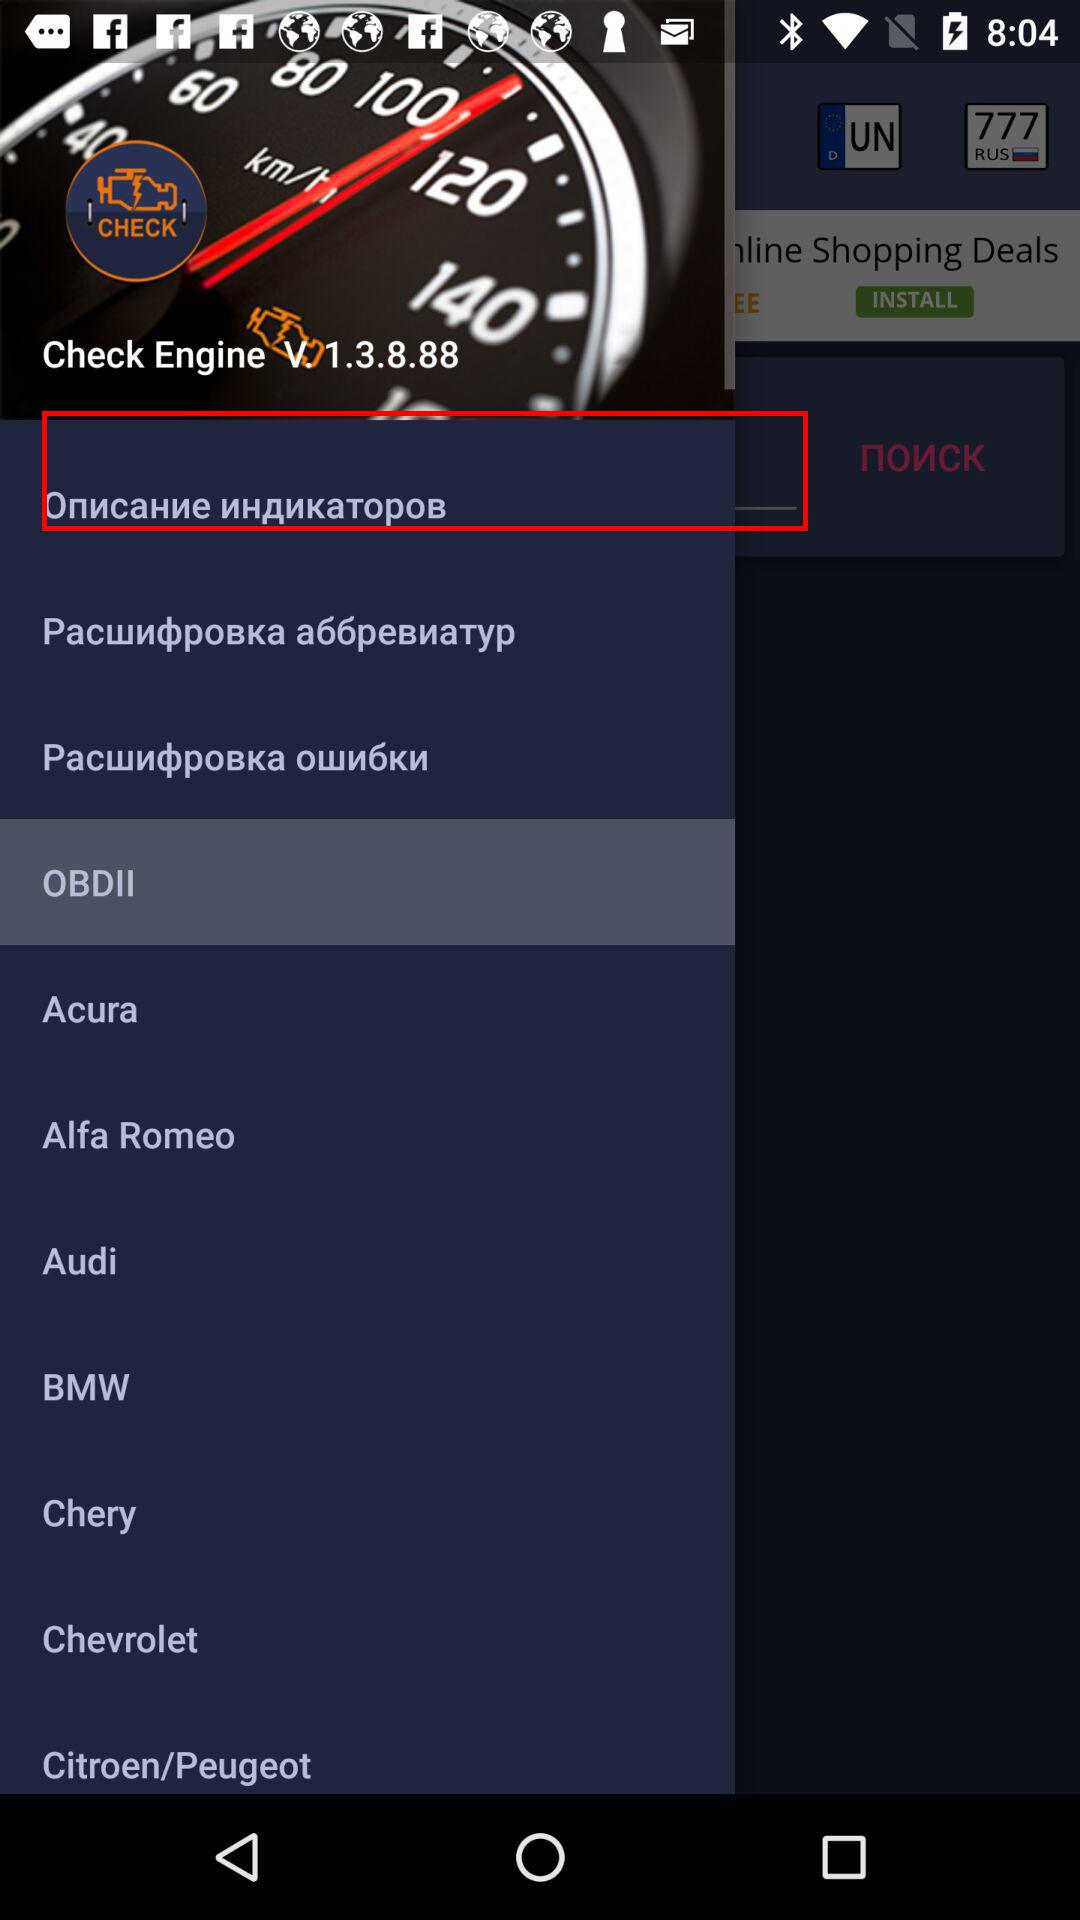 8:04
40
60
80
100
120
140
km/h
CHECK
Check Engine V. 1.3.8.88
D
UN
777
RUS
Shopping Deals
INSTALL
ПОИСК
Описание индикаторов
Расшифровка аббревиатур
Расшифровка ошибки
OBDII
Acura
Alfa Romeo
Audi
BMW
Chery
Chevrolet
Citroen/Peugeot